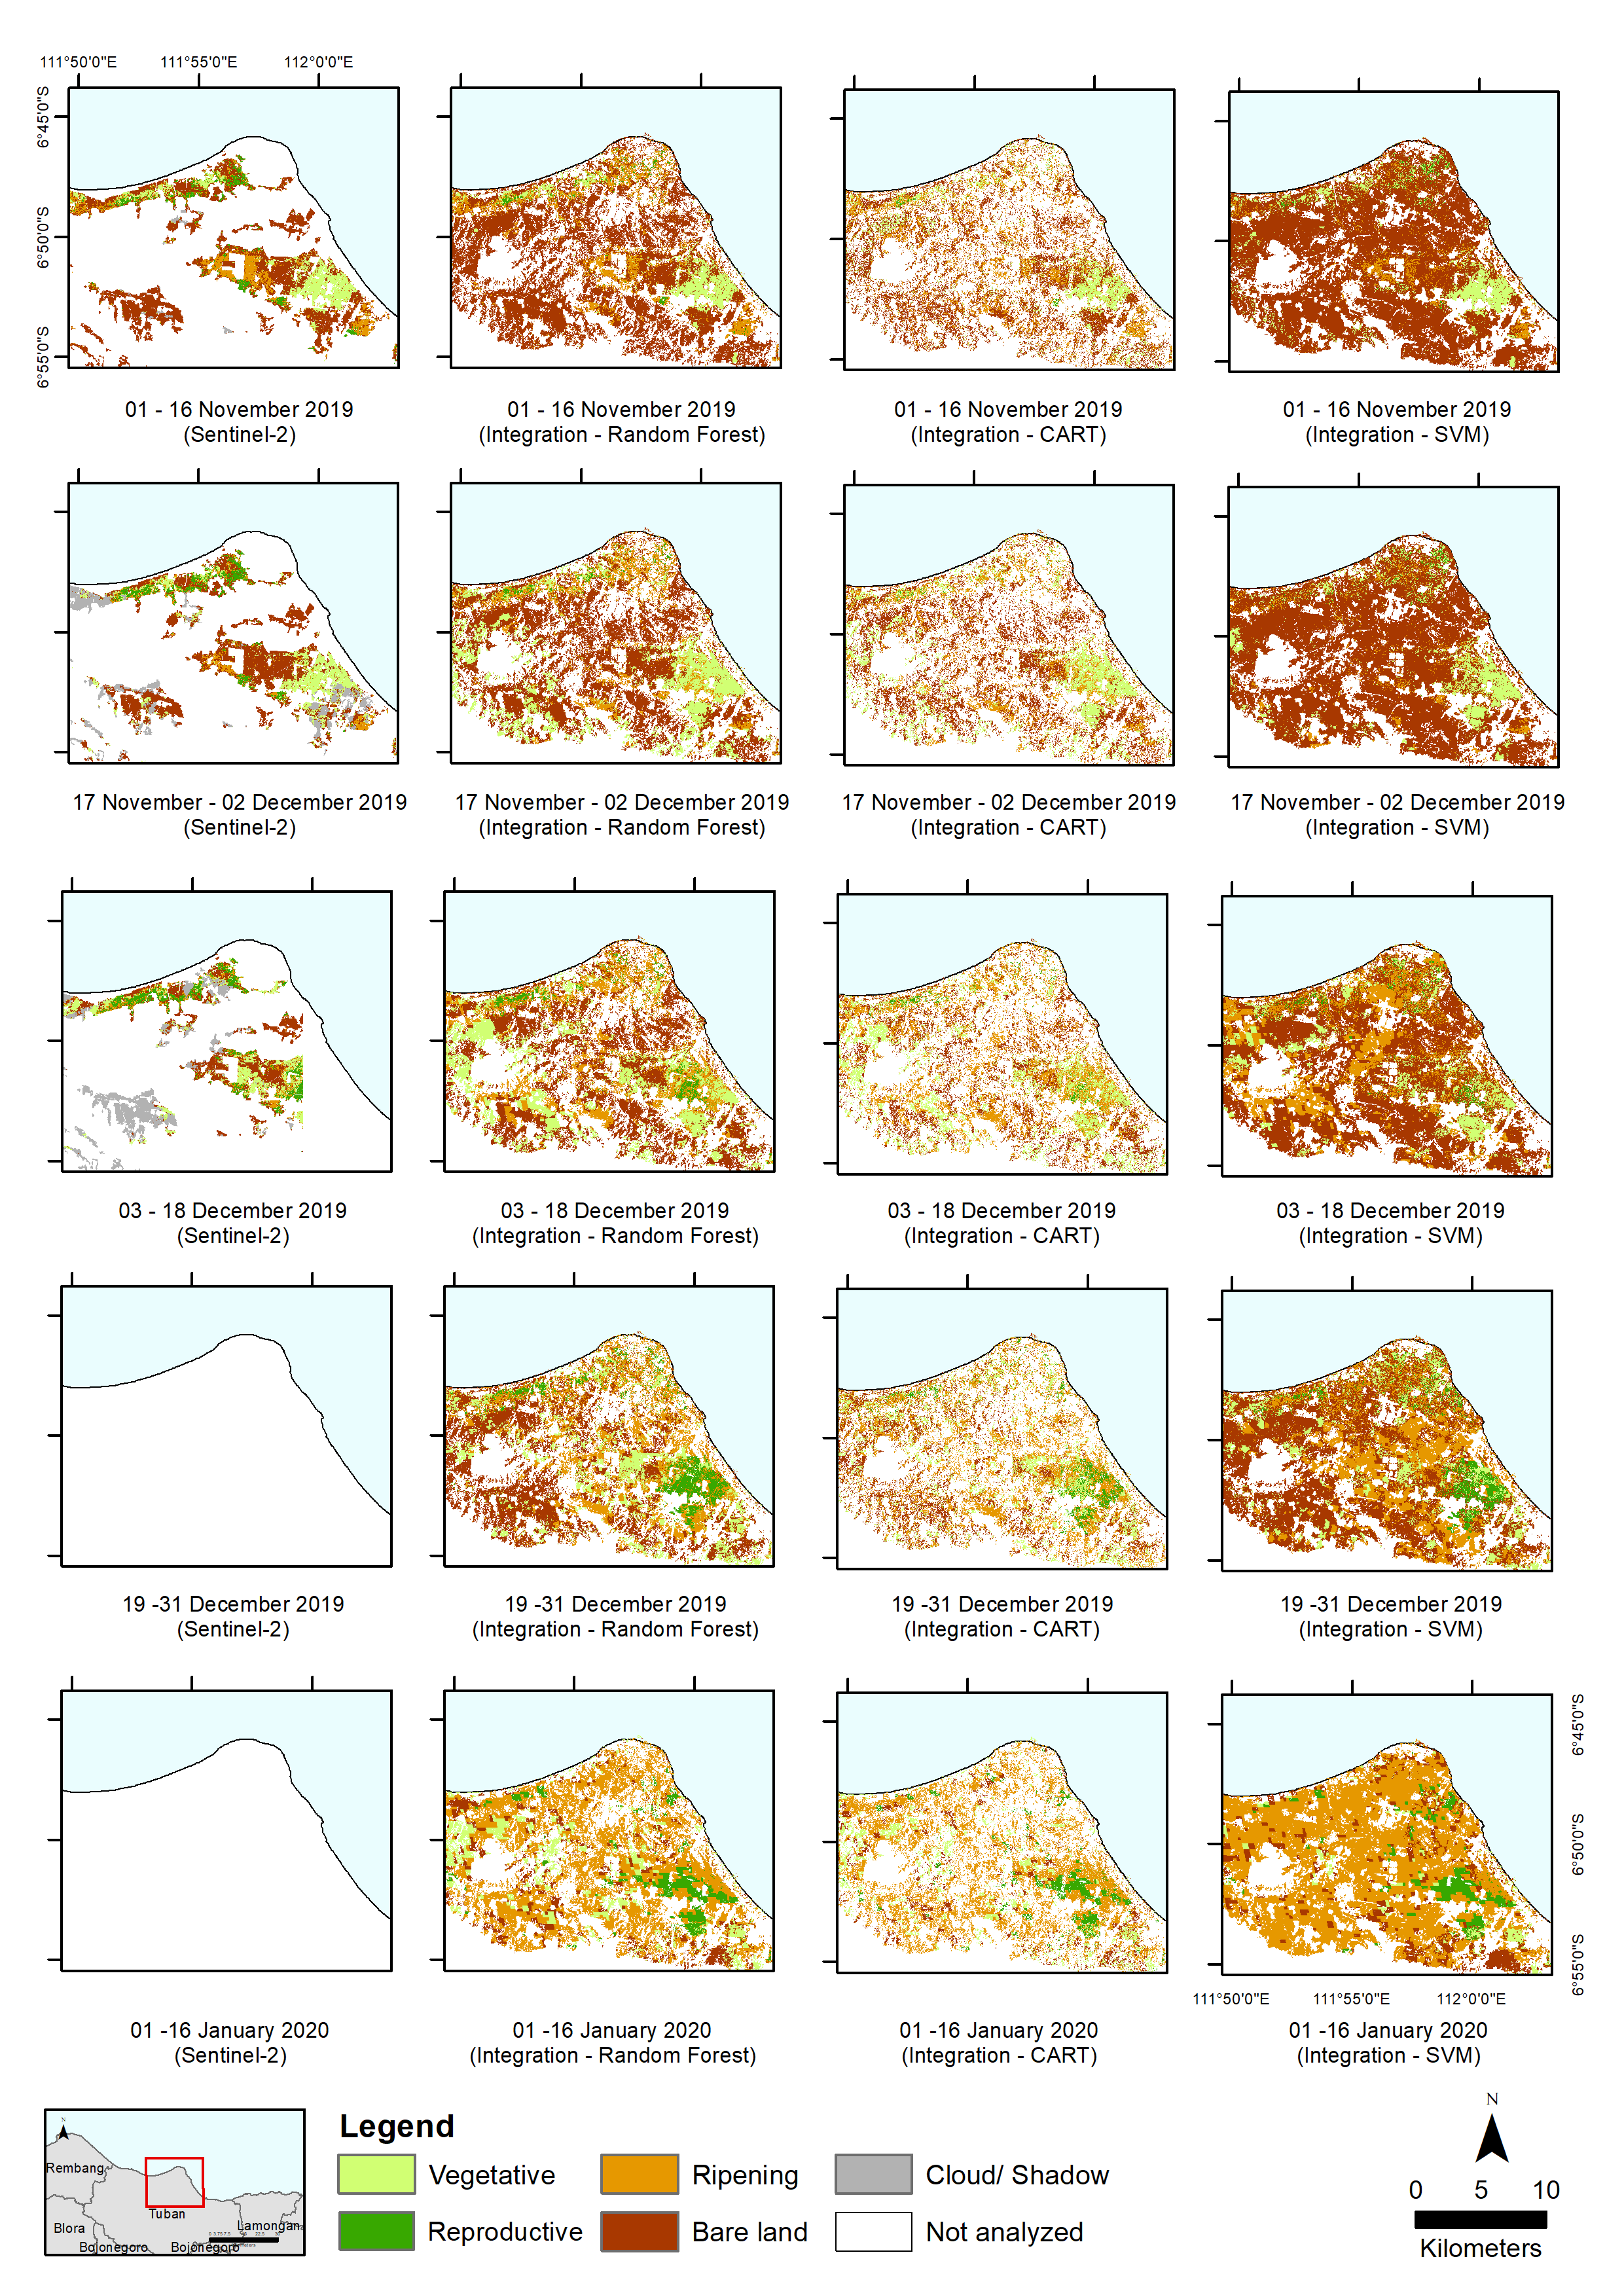 111°50'0"E 111°55'0"E 112°0'0"E
6°45'0"S
6°50'0"S
6°55'0"S
01 - 16 November 2019
(Sentinel-2)
01 - 16 November 2019
(Integration - Random Forest)
01 - 16 November 2019
(Integration - CART)
01 - 16 November 2019
(Integration - SVM)
17 November - 02 December 2019
(Sentinel-2)
17 November - 02 December 2019
(Integration - Random Forest)
17 November - 02 December 2019
(Integration - CART)
17 November - 02 December 2019
(Integration - SVM)
03 - 18 December 2019
(Sentinel-2)
03 - 18 December 2019
(Integration - Random Forest)
03 - 18 December 2019
(Integration - CART)
03 - 18 December 2019
(Integration - SVM)
19 -31 December 2019
(Sentinel-2)
19 -31 December 2019
(Integration - Random Forest)
19 -31 December 2019
(Integration - CART)
19 -31 December 2019
(Integration - SVM)
6°45'0"S
6°50'0"S
6°55'0"S
111°50'0"E 111°55'0"E 112°0'0"E
01 -16 January 2020
(Sentinel-2)
01 -16 January 2020
(Integration - Random Forest)
01 -16 January 2020
(Integration - CART)
01 -16 January 2020
(Integration - SVM)
N
Rembang
Tuban
Blora
Lamongan
Bojonegoro
Bojonegoro
Legend
Vegetative
Ripening
Cloud/ Shadow
Reproductive
Bare land
Not analyzed
N
0 5 10
Kilometers